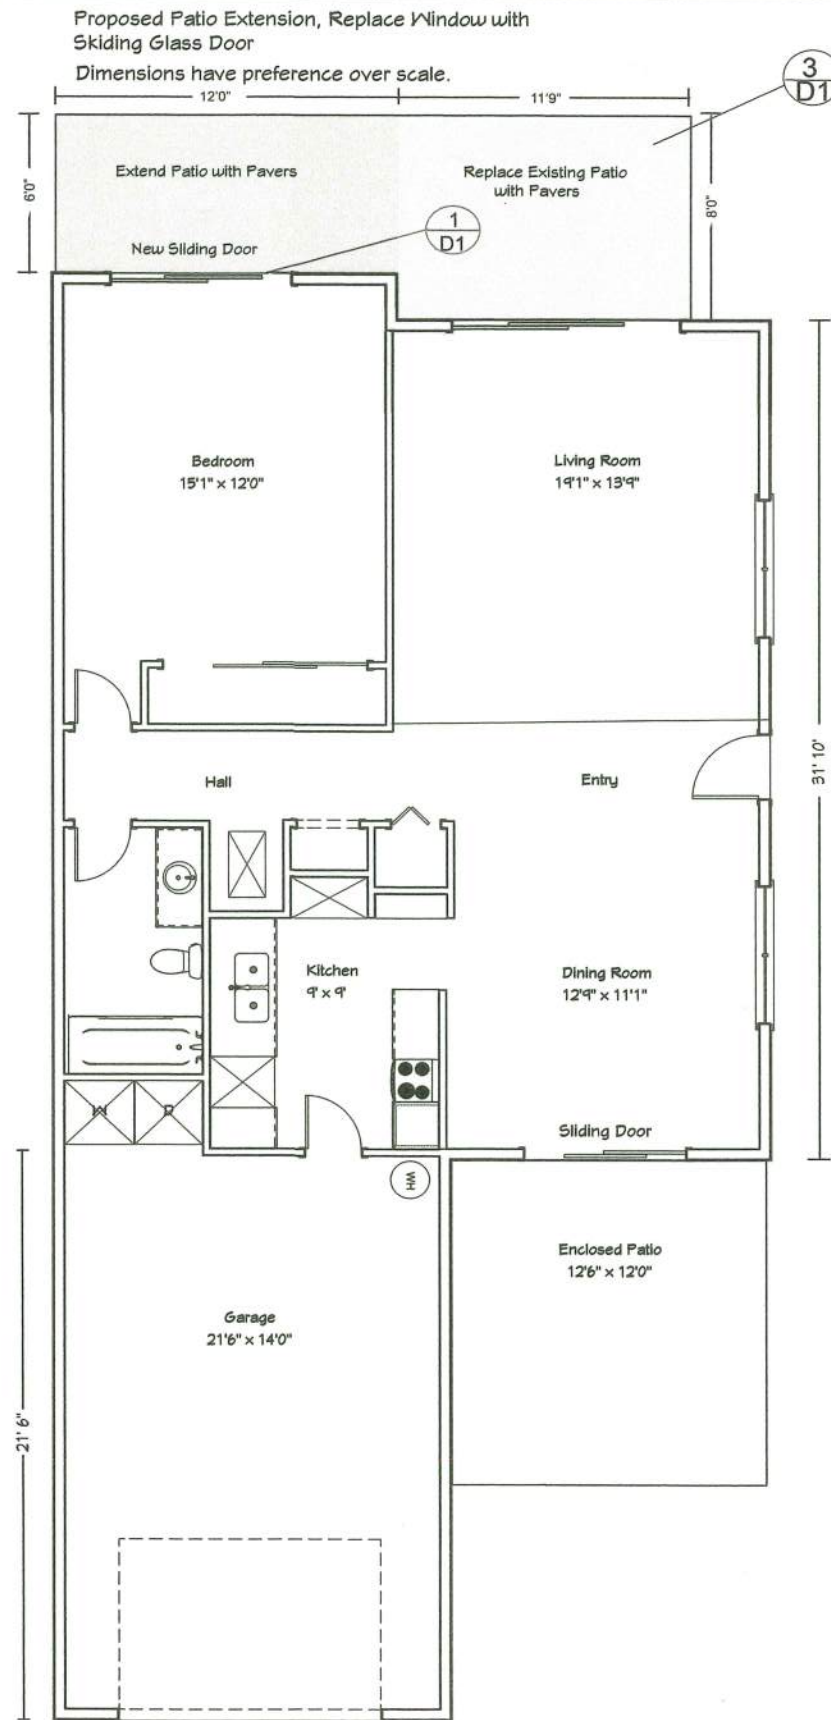 Proposed Patio Extension, Replace Window with
Skiding Glass Door
Dimensions have preference over scale.
3
D1
12'0"
11'9"
6'0"
8'0"
Extend Patio with Pavers
Replace Existing Patio
with Pavers
1
D1
New Sliding Door
Bedroom
15'1" x 12'0"
Living Room
19'1" x 13'9"
31' 10"
Hall
Entry
Kitchen
9' x 9'
Dining Room
12'9" x 11'1"
W
D
Sliding Door
WH
Enclosed Patio
12'6" x 12'0"
Garage
21'6" x 14'0"
21' 6"